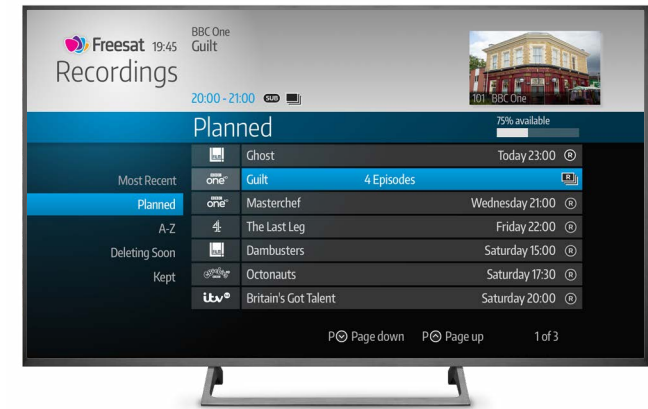 Freesat 19:45
Recordings
BBC One
Guilt
20:00 - 21:00 SUB
101 BBC One
Planned
75% available
Most Recent
Planned
A-Z
Deleting Soon
Kept
Ghost Today 23:00 R
one Guilt 4 Episodes R
one Masterchef Wednesday 21:00 R
4 The Last Leg Friday 22:00 R
Dambusters Saturday 15:00 R
Octonauts Saturday 17:30 R
itv Britain's Got Talent Saturday 20:00 R
P Page down P Page up 1 of 3